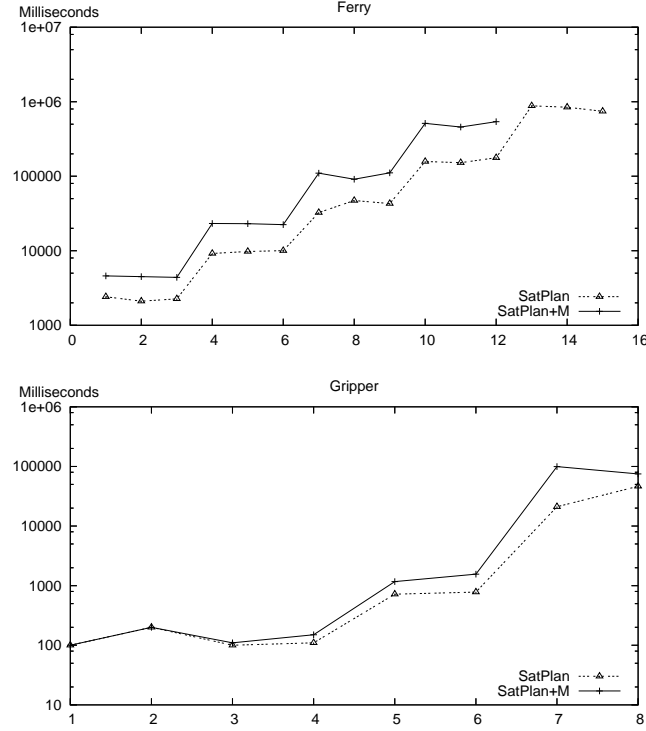 Ferry
Milliseconds
1e+07
1e+06
100000
10000
1000
0 2 4 6 8 10 12 14 16
SatPlan
SatPlan+M
Gripper
Milliseconds
1e+06
100000
10000
1000
100
10
1 2 3 4 5 6 7 8
SatPlan
SatPlan+M